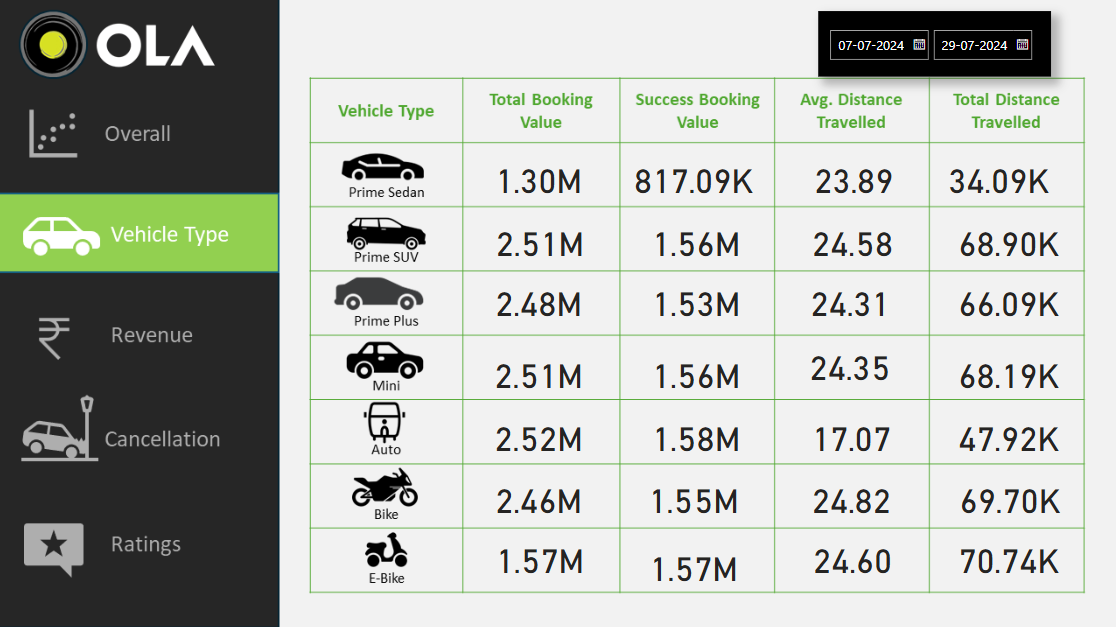 OLA
07-07-2024 29-07-2024
Overall
Vehicle Type
Revenue
Cancellation
Ratings
Vehicle Type Total Booking Value Success Booking Value Avg. Distance Travelled Total Distance Travelled
Prime Sedan 1.30M 817.09K 23.89 34.09K
Prime SUV 2.51M 1.56M 24.58 68.90K
Prime Plus 2.48M 1.53M 24.31 66.09K
Mini 2.51M 1.56M 24.35 68.19K
Auto 2.52M 1.58M 17.07 47.92K
Bike 2.46M 1.55M 24.82 69.70K
E-Bike 1.57M 1.57M 24.60 70.74K